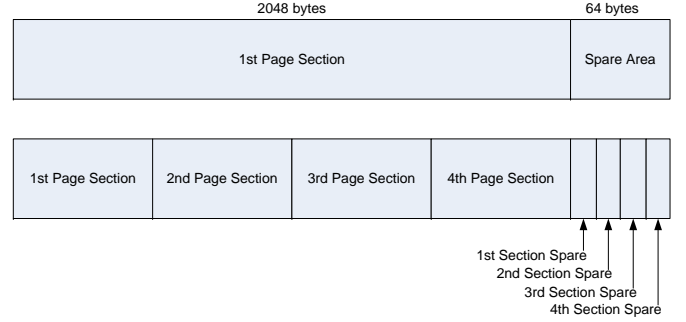 2048 bytes 64 bytes
1st Page Section Spare Area
1st Page Section 2nd Page Section 3rd Page Section 4th Page Section
1st Section Spare
2nd Section Spare
3rd Section Spare
4th Section Spare